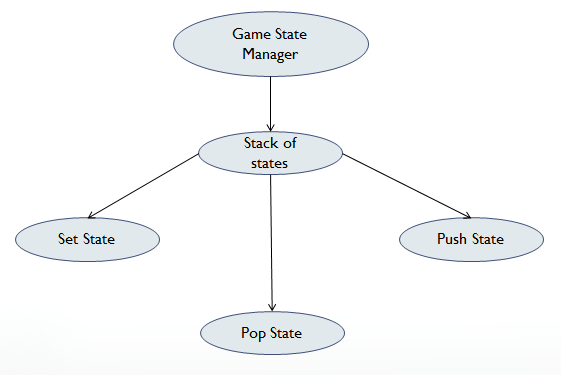 Game State
Manager
Stack of
states
Set State
Push State
Pop State